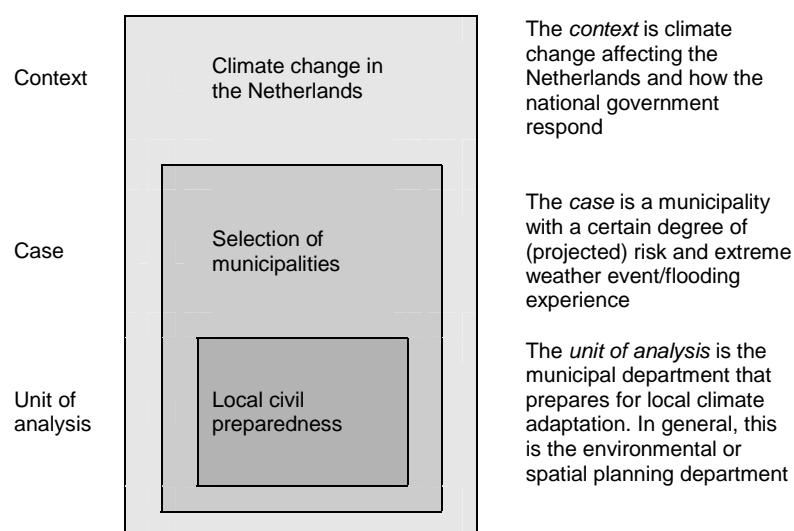 Context
Climate change in
the Netherlands
The context is climate
change affecting the
Netherlands and how the
national government
respond
Case
Selection of
municipalities
The case is a municipality
with a certain degree of
(projected) risk and extreme
weather event/flooding
experience
Unit of
analysis
Local civil
preparedness
The unit of analysis is the
municipal department that
prepares for local climate
adaptation. In general, this
is the environmental or
spatial planning department